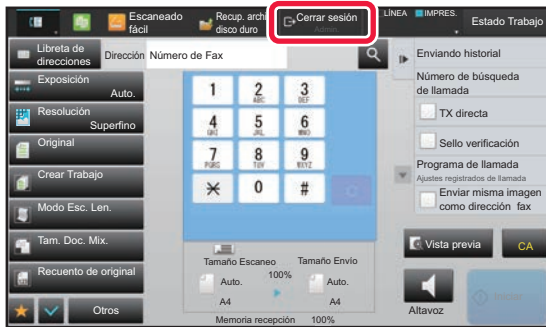 Escaneado fácil
Recup. archi
disco duro
Cerrar sesión
Admin.
LÍNEA
IMPRES.
Estado Trabajo
Libreta de direcciones
Dirección
Número de Fax
Enviando historial
Exposición
Auto.
Número de búsqueda de llamada
Resolución
Superfino
TX directa
Original
Sello verificación
Crear Trabajo
Programa de llamada
Ajustes registrados de llamada
Modo Esc. Len.
Enviar misma imagen como dirección fax
Tam. Doc. Mix.
Recuento de original
Otros
1
2 ABC
3 DEF
4 GHI
5 JKL
6 MNO
7 PQRS
8 TUV
9 WXYZ
0
#
Tamaño Escaneo
Tamaño Envio
100%
Auto.
Auto.
A4
A4
Memoria recepción 100%
Vista previa
CA
Altavoz